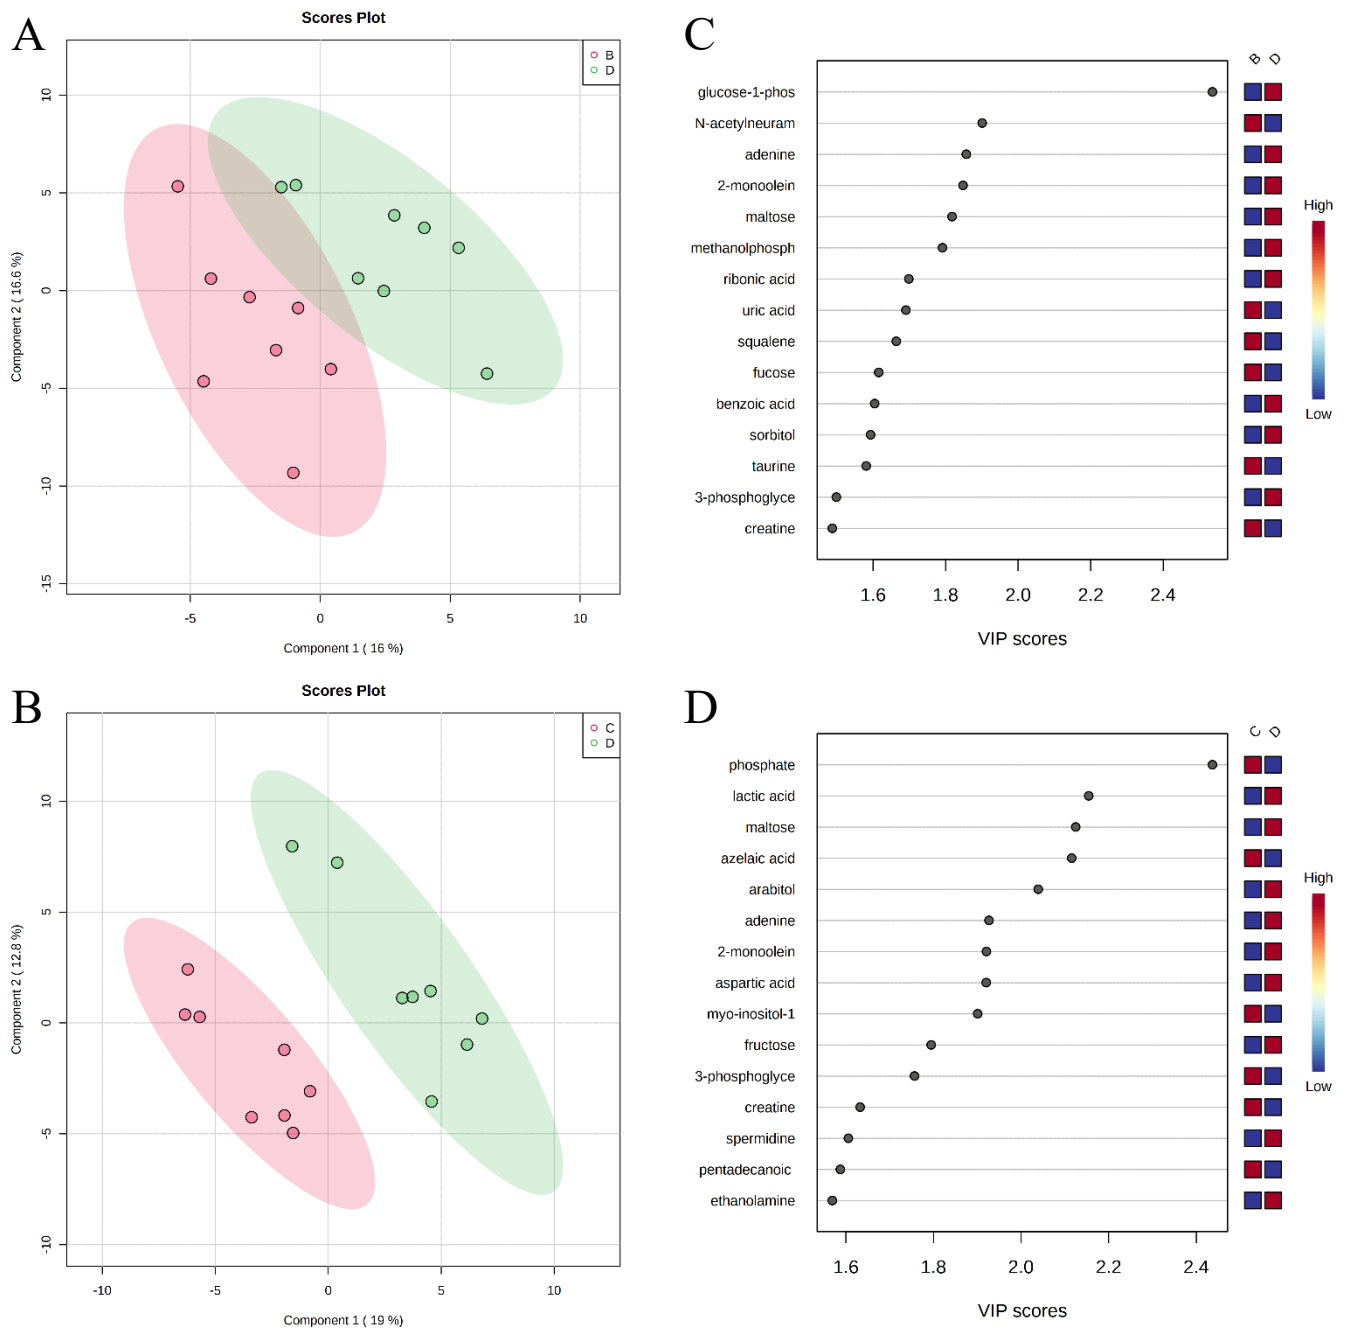 A
Scores Plot
B
D
Component 2 ( 16.6 %)
10
5
0
-5
-10
-15
-5
0
5
10
Component 1 ( 16 %)
C
B D
glucose-1-phos
N-acetylneuram
adenine
2-monoolein
maltose
methanolphosph
ribonic acid
uric acid
squalene
fucose
benzoic acid
sorbitol
taurine
3-phosphoglyce
creatine
High
Low
1.6
1.8
2.0
2.2
2.4
VIP scores
B
Scores Plot
C
D
Component 2 ( 12.8 %)
10
5
0
-5
-10
-10
-5
0
5
10
Component 1 ( 19 %)
D
C D
phosphate
lactic acid
maltose
azelaic acid
arabitol
adenine
2-monoolein
aspartic acid
myo-inositol-1
fructose
3-phosphoglyce
creatine
spermidine
pentadecanoic
ethanolamine
High
Low
1.6
1.8
2.0
2.2
2.4
VIP scores